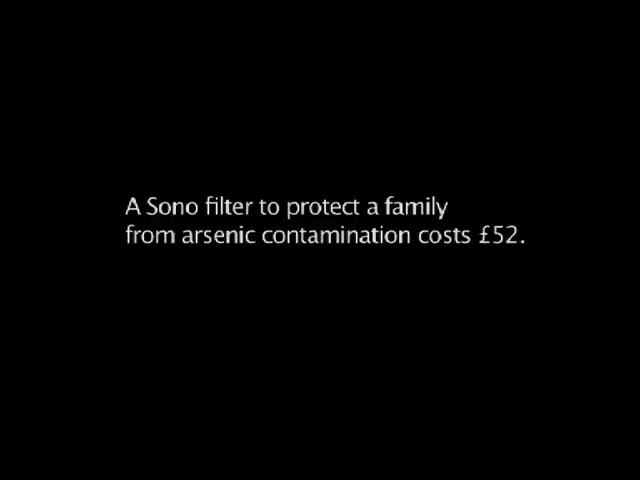 A Sono filter to protect a family
from arsenic contamination costs £52.